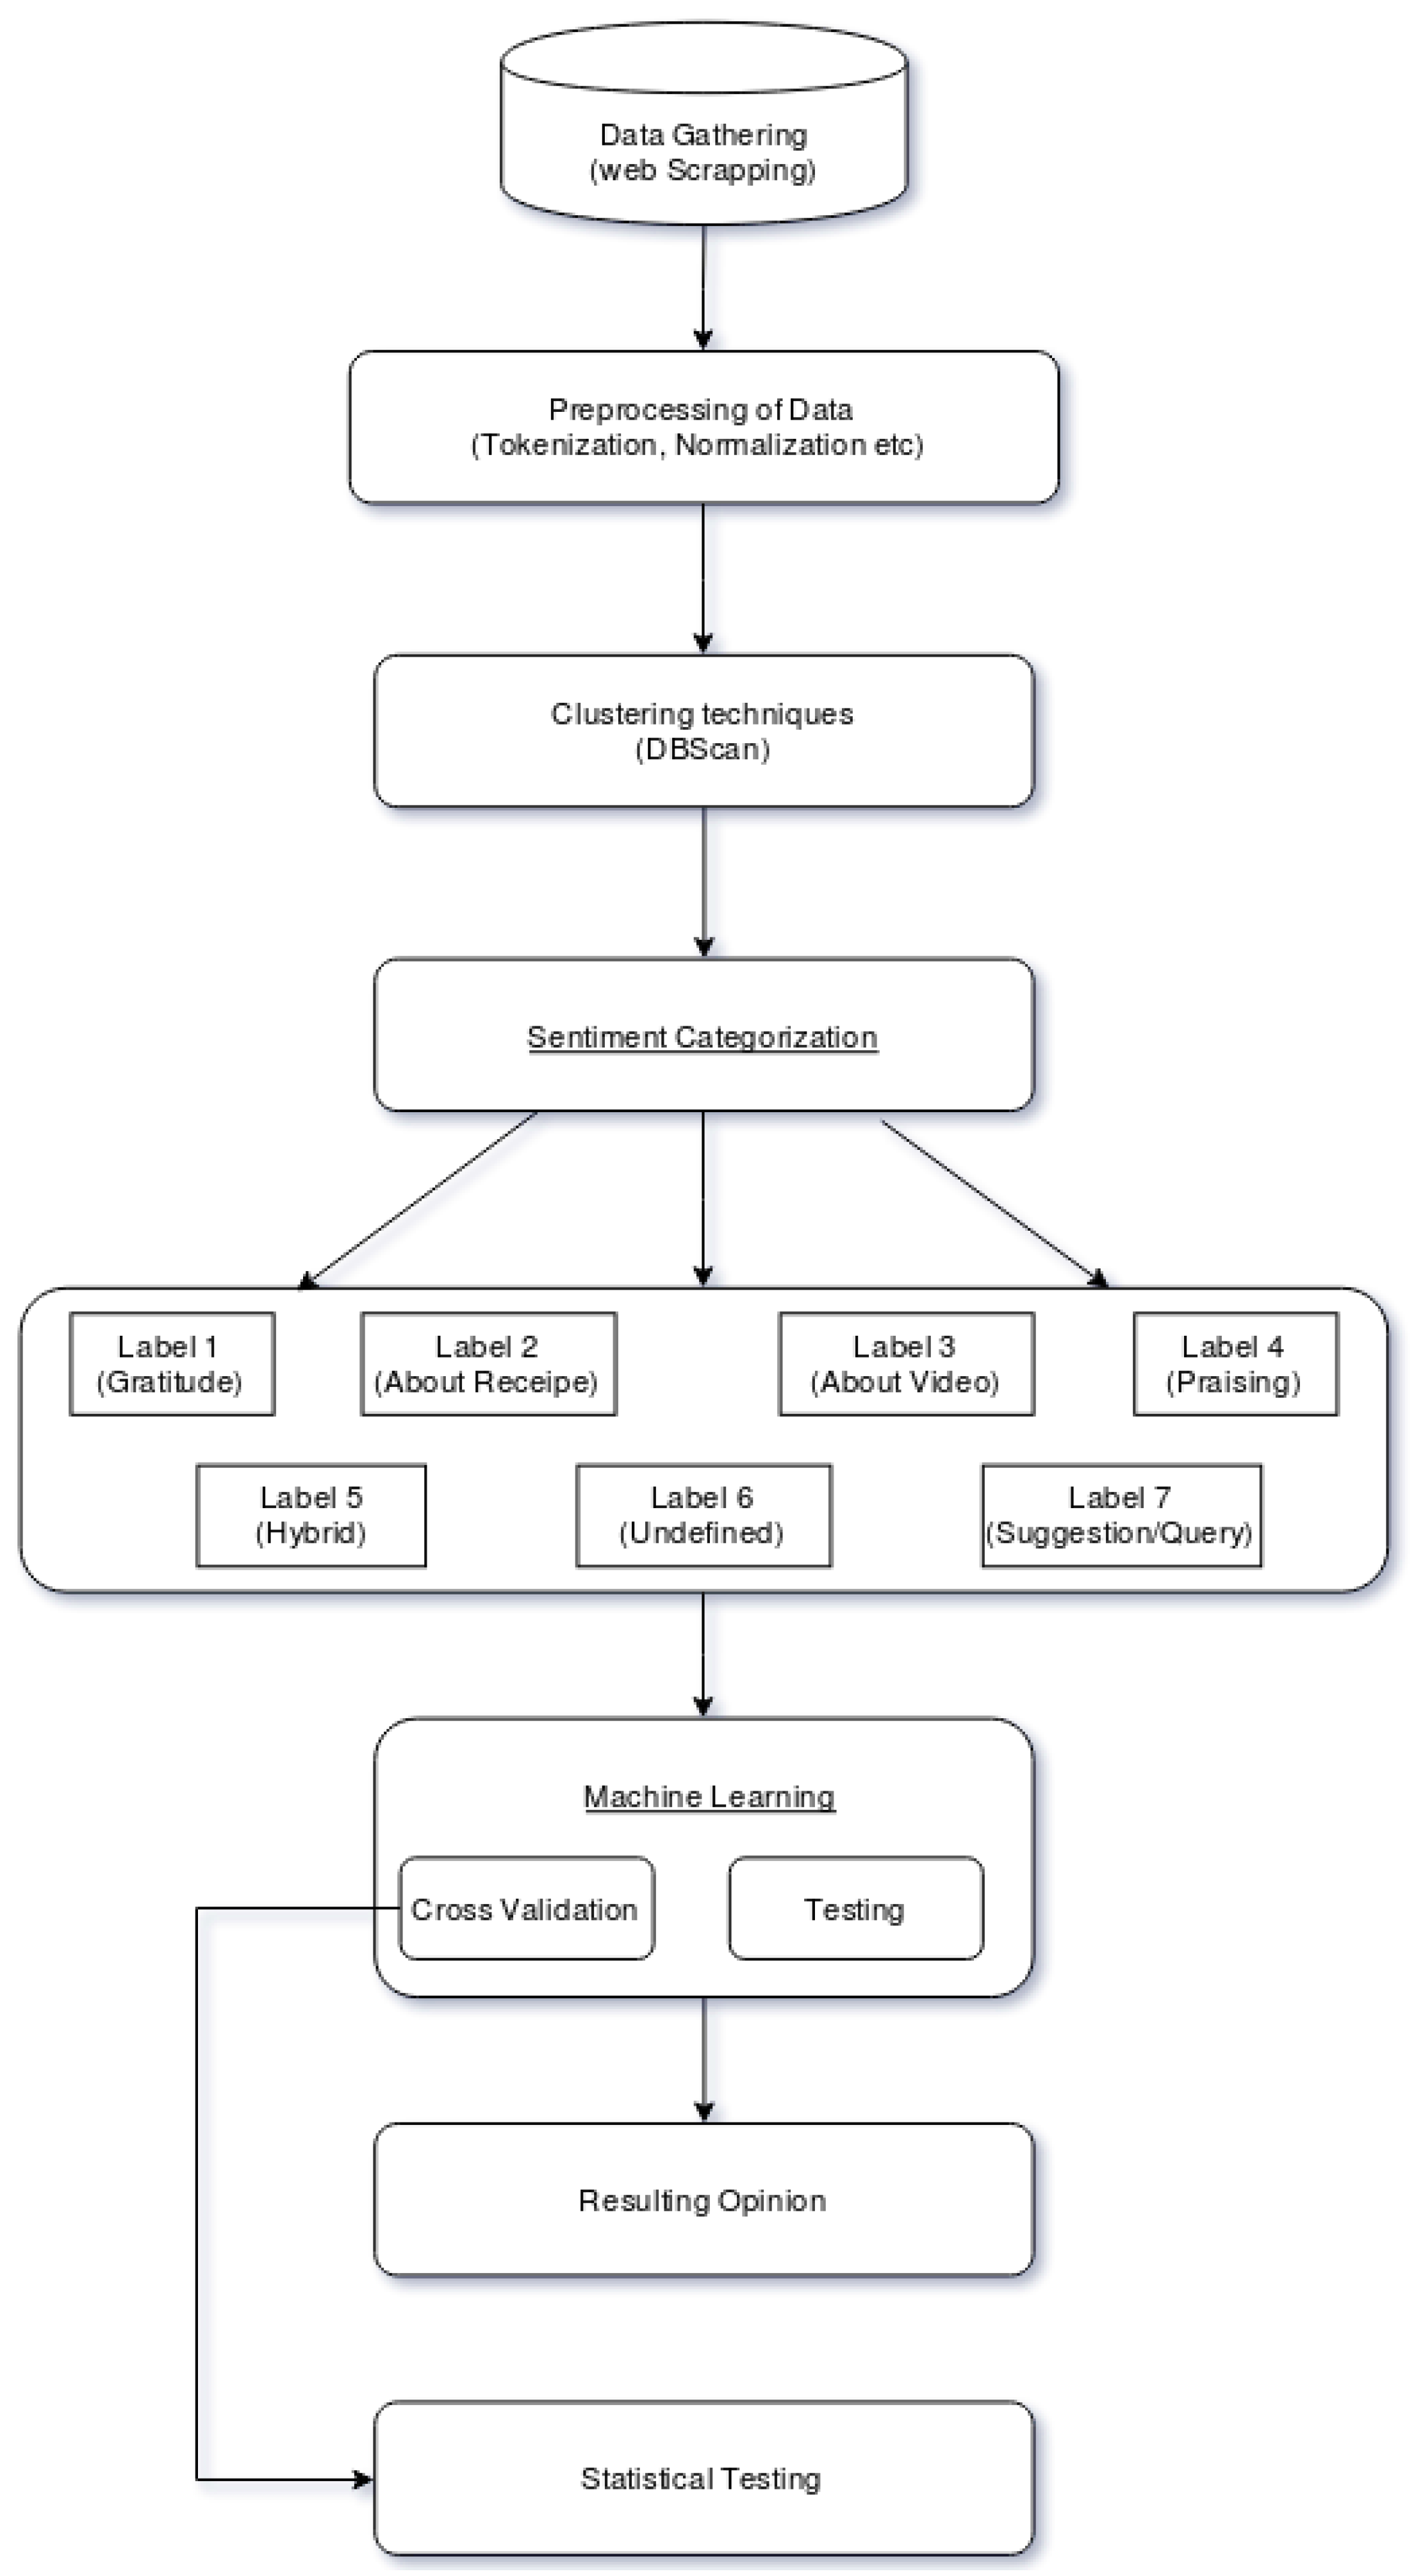 Data Gathering
(web Scrapping)
Preprocessing of Data
(Tokenization, Normalization etc)
Clustering techniques
(DBScan)
Sentiment Categorization
Label 1
(Gratitude)
Label 2
(About Receipe)
Label 3
(About Video)
Label 4
(Praising)
Label 5
(Hybrid)
Label 6
(Undefined)
Label 7
(Suggestion/Query)
Machine Learning
Cross Validation
Testing
Resulting Opinion
Statistical Testing